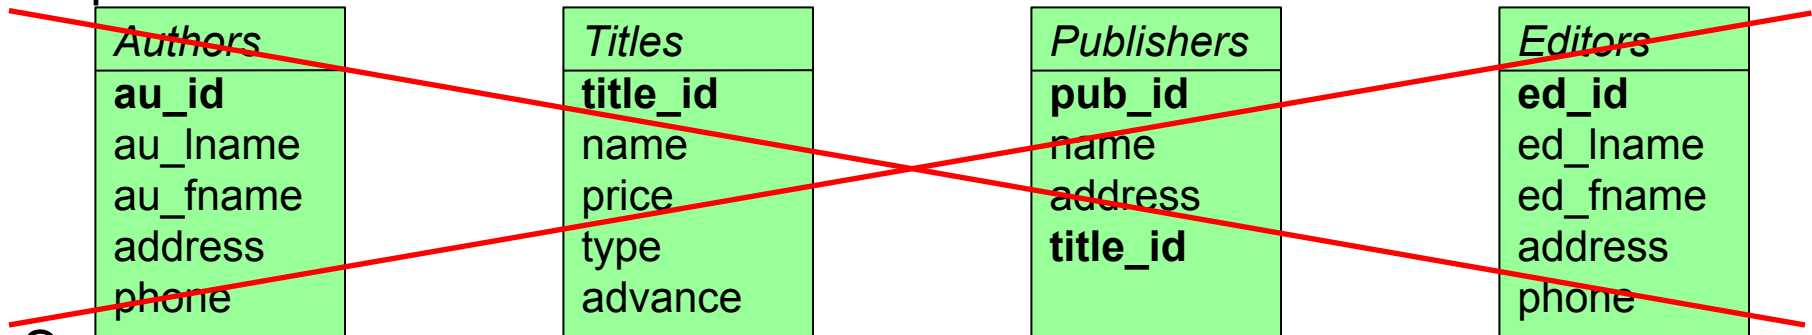 Authors
au_id
au_lname
au_fname
address
phone
Titles
title_id
name
price
type
advance
Publishers
pub_id
name
address
title_id
Editors
ed_id
ed_lname
ed_fname
address
phone